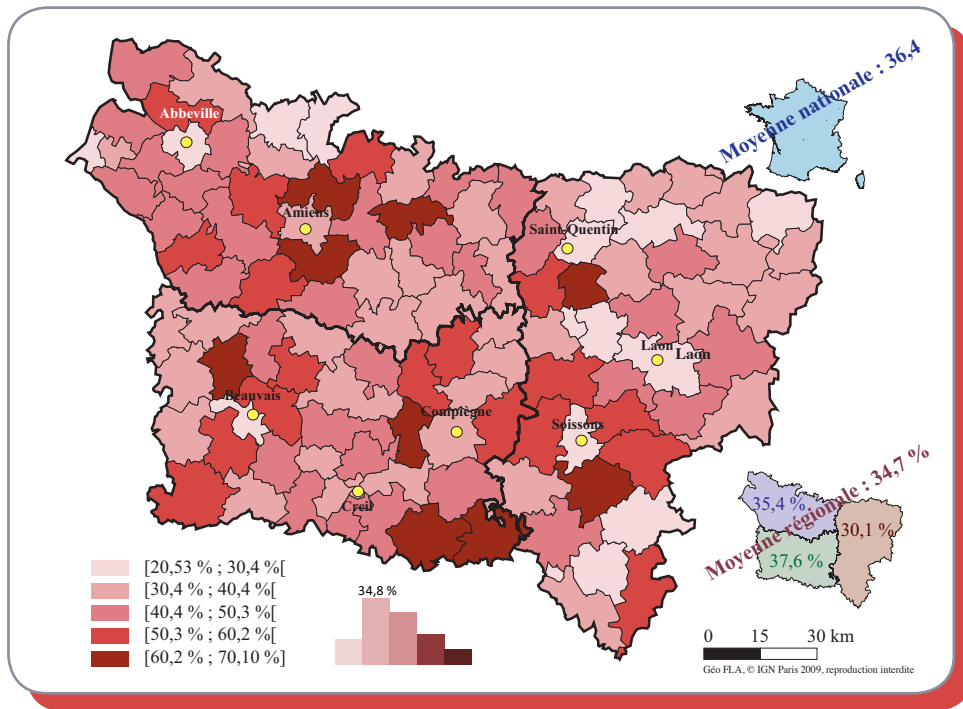 Moyenne nationale : 36,4
Abbeville
Amiens
Saint-Quentin
Laon
Laon
Beauvais
Compiègne
Soissons
Creil
Moyenne régionale : 34,7 %
35,4 %
30,1 %
37,6 %
[20,53 % ; 30,4 %[
[30,4 % ; 40,4 %[
[40,4 % ; 50,3 %[
[50,3 % ; 60,2 %[
[60,2 % ; 70,10 %]
34,8 %
0 15 30 km
Géo FLA, © IGN Paris 2009, reproduction interdite